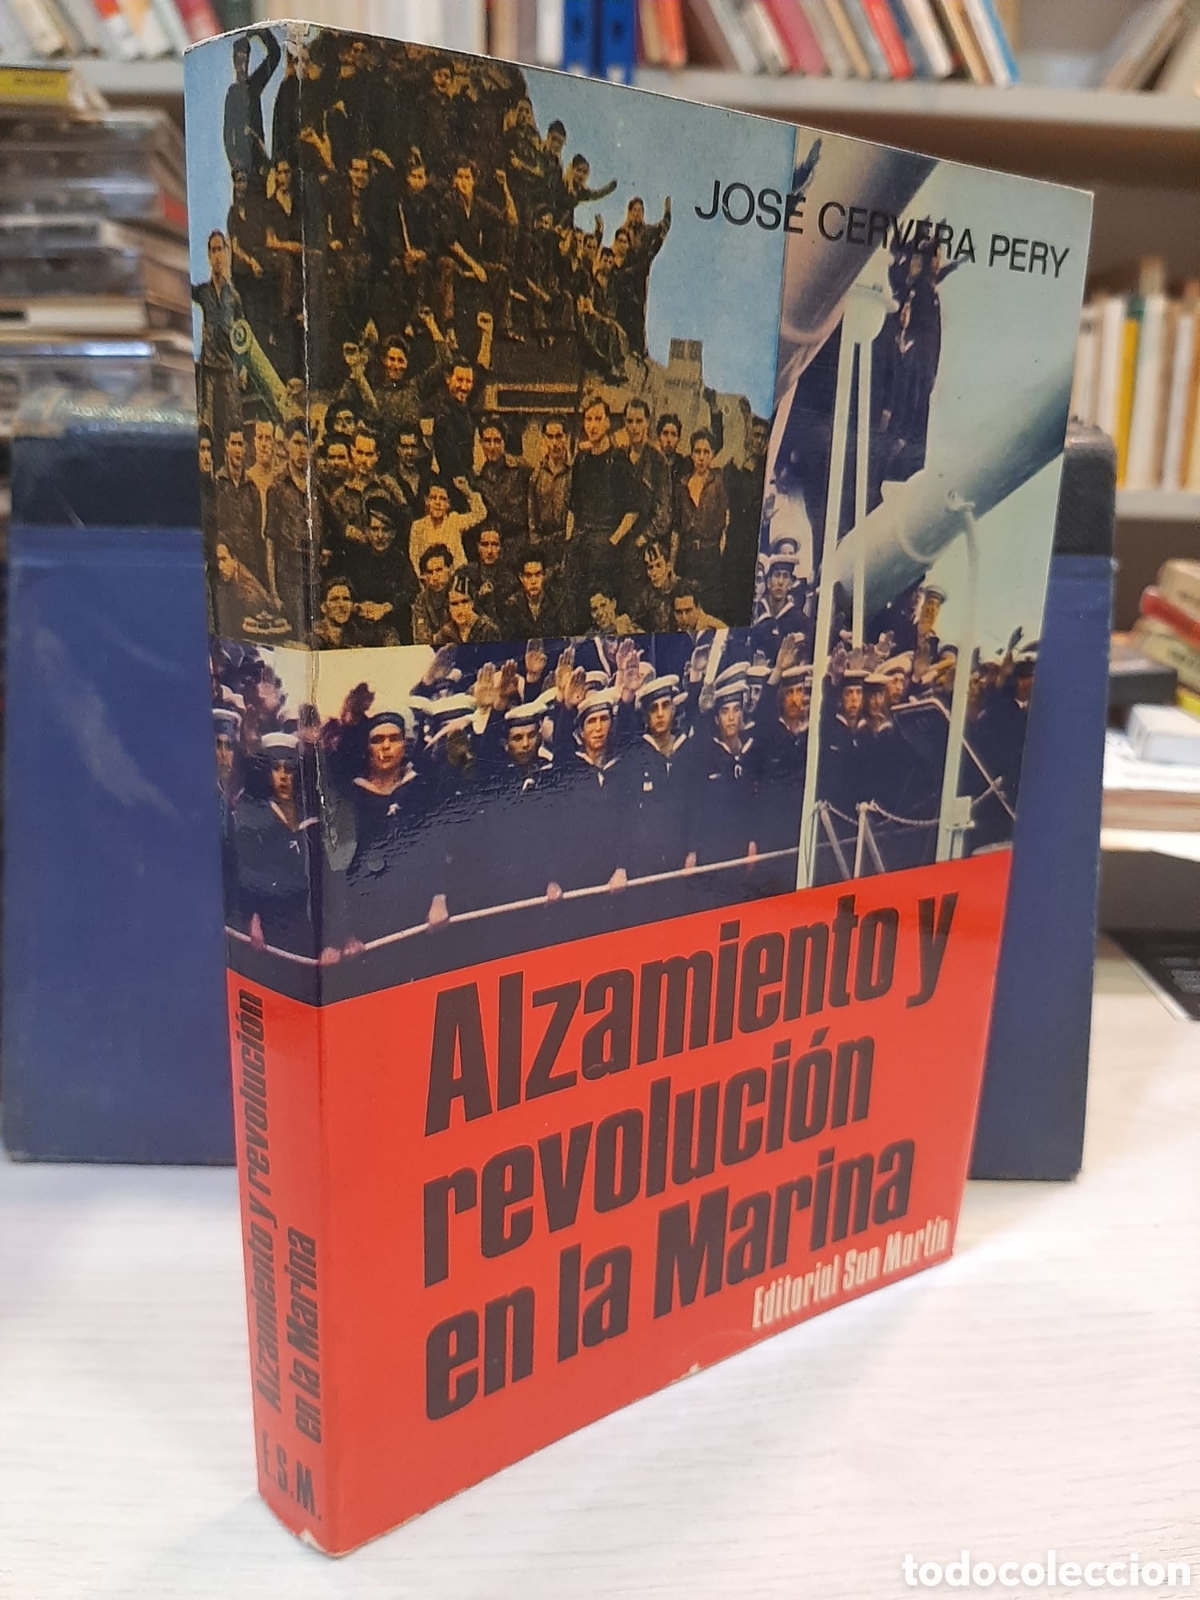 JOSÉ CERVERA PERY
Alzamiento y
revolución
en la Marina
Editorial San Martín
Alzamiento y revolución
en la Marina
E.S.M.
todocoleccion